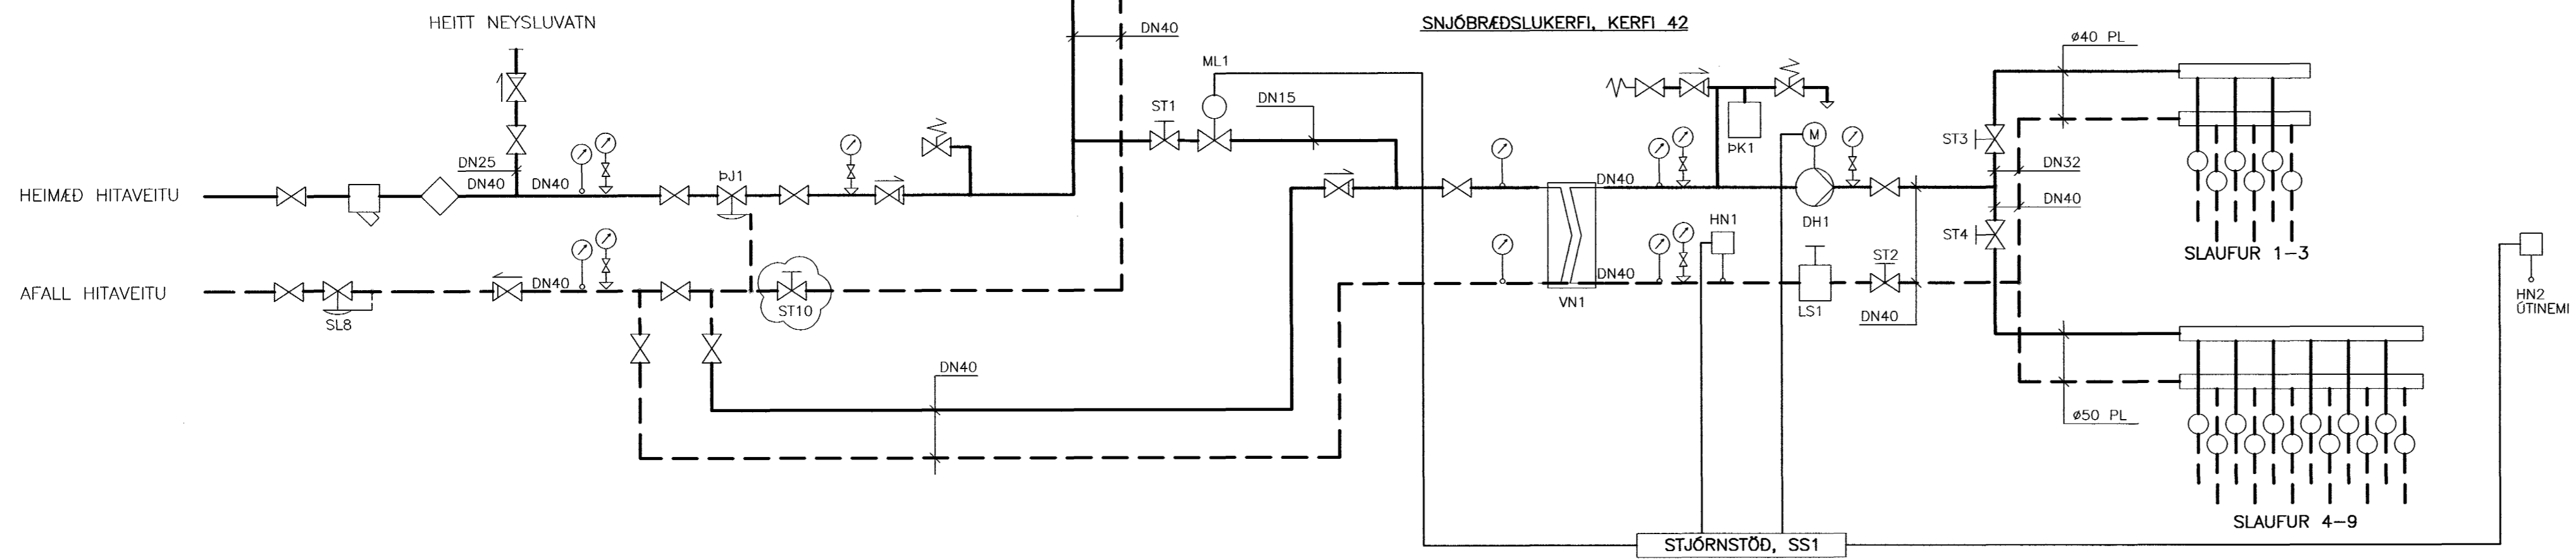 HEITT NEYSLUVATN
DN40
SNJÓBRÆÐSLUKERFI, KERFI 42
ø40 PL
ML1
DN15
ST1
M
ÞK1
ST3
DN32
DN25
DN40
DN40
ÞJ1
DN40
DN40
HEIMÆÐ HITAVEITU
DH1
HN1
ST4
SLAUFUR 1-3
AFALL HITAVEITU
DN40
SL8
ST10
DN40
VN1
LS1
ST2
DN40
HN2
ÚTINEMI
DN40
ø50 PL
SLAUFUR 4-9
STJÓRNSTÖÐ, SS1